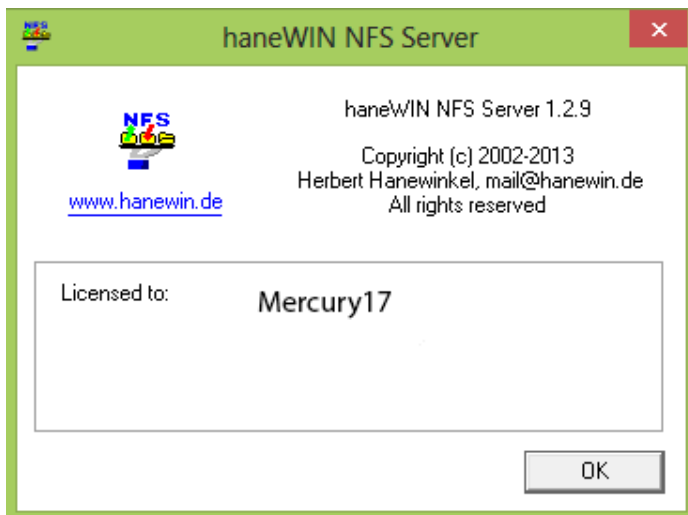 haneWIN NFS Server
NFS
haneWIN NFS Server 1.2.9
Copyright (c) 2002-2013
Herbert Hanewinkel, mail@hanewin.de
All rights reserved
www.hanewin.de
Licensed to:
Mercury17
OK